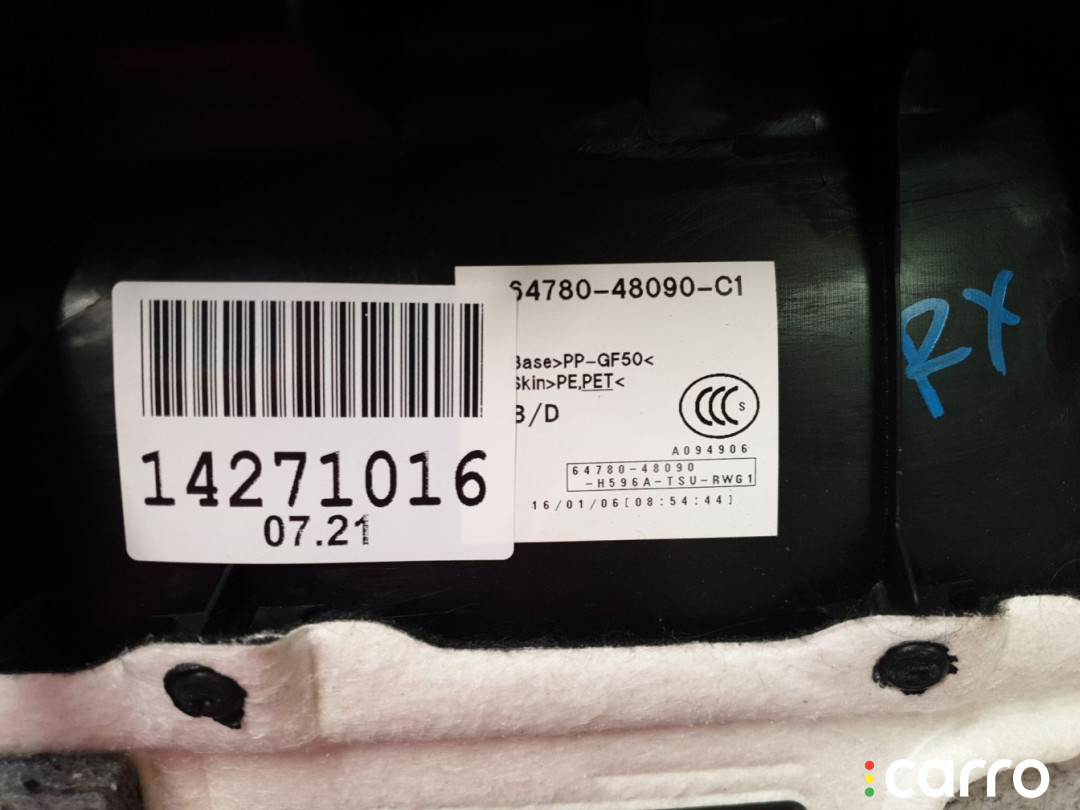 64780-48090-C1
Base>PP-GF50<
Skin>PE,PET<
B/D
CCC S
A094906
64780-48090
-H596A-TSU-RWG1
16/01/06[08:54:44]
14271016
07.21
RX
carro